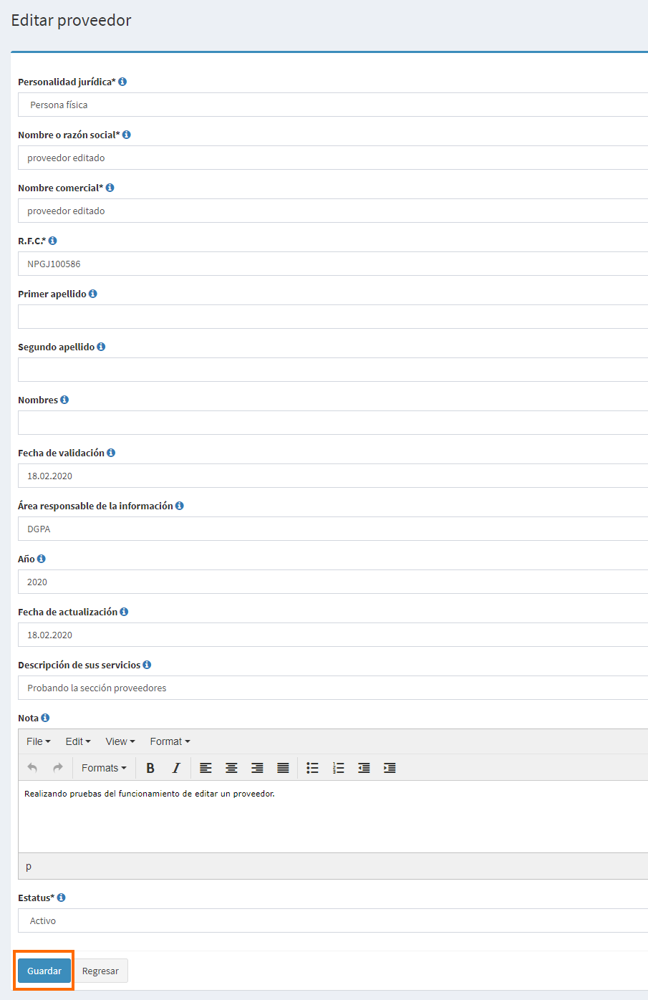 Editar proveedor
Personalidad jurídica*
Persona física
Nombre o razón social*
proveedor editado
Nombre comercial*
proveedor editado
R.F.C.*
NPGJ100586
Primer apellido
Segundo apellido
Nombres
Fecha de validación
18.02.2020
Área responsable de la información
DGPA
Año
2020
Fecha de actualización
18.02.2020
Descripción de sus servicios
Probando la sección proveedores
Nota
File Edit View Format
Formats B I
Realizando pruebas del funcionamiento de editar un proveedor.
p
Estatus*
Activo
Guardar Regresar